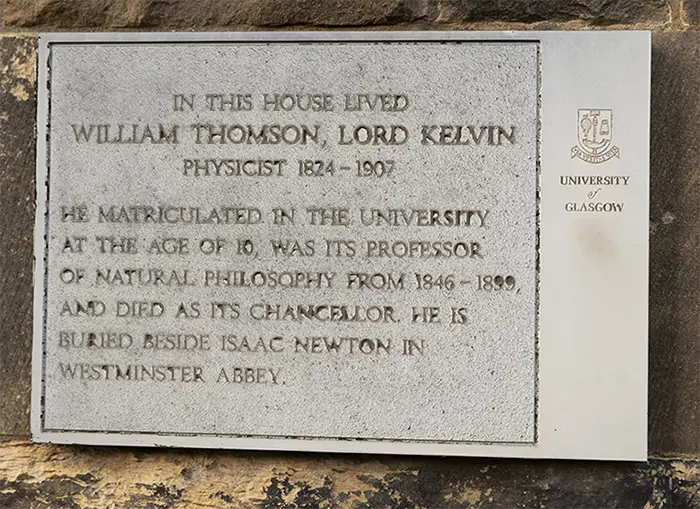 IN THIS HOUSE LIVED
WILLIAM THOMSON, LORD KELVIN
PHYSICIST 1824 – 1907
HE MATRICULATED IN THE UNIVERSITY
AT THE AGE OF 10, WAS ITS PROFESSOR
OF NATURAL PHILOSOPHY FROM 1846 – 1899,
AND DIED AS ITS CHANCELLOR. HE IS
BURIED BESIDE ISAAC NEWTON IN
WESTMINSTER ABBEY.
UNIVERSITY
of
GLASGOW